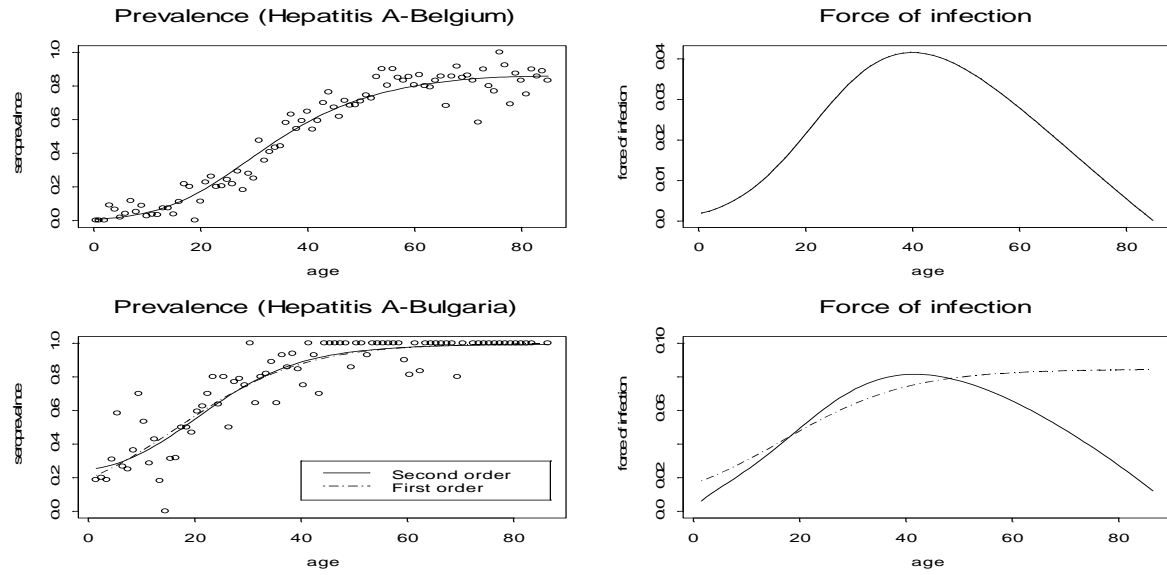 Prevalence (Hepatitis A-Belgium)
seroprevalence
0.0 0.2 0.4 0.6 0.8 1.0
0 20 40 60 80
age
Force of infection
force of infection
0.0 0.01 0.02 0.03 0.04
0 20 40 60 80
age
Prevalence (Hepatitis A-Bulgaria)
seroprevalence
0.0 0.2 0.4 0.6 0.8 1.0
Second order
First order
0 20 40 60 80
age
Force of infection
force of infection
0.0 0.02 0.06 0.10
0 20 40 60 80
age